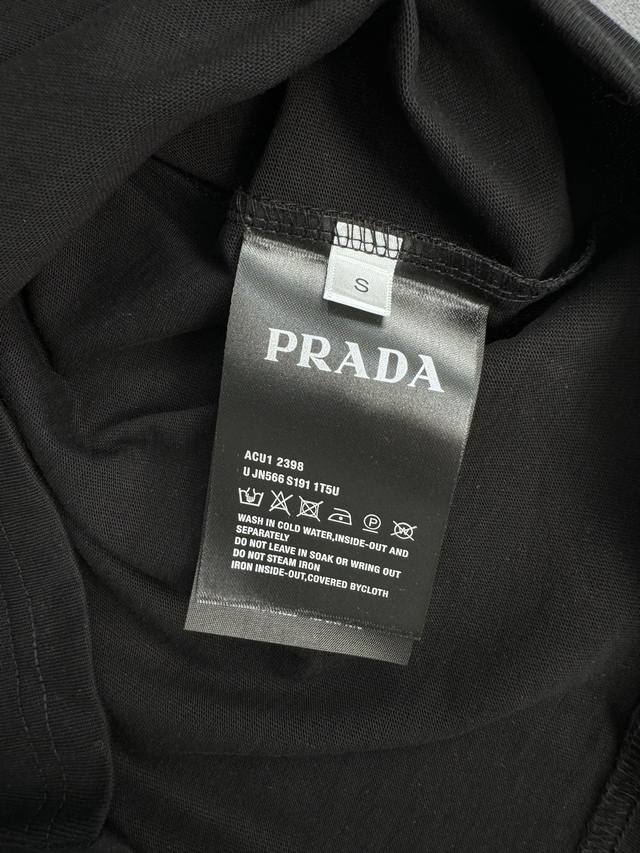 S
PRADA
ACU1 2398
U JN566 S191 1T5U
P
WASH IN COLD WATER,INSIDE-OUT AND
SEPARATELY
DO NOT LEAVE IN SOAK OR WRING OUT
DO NOT STEAM IRON
IRON INSIDE-OUT,COVERED BYCLOTH